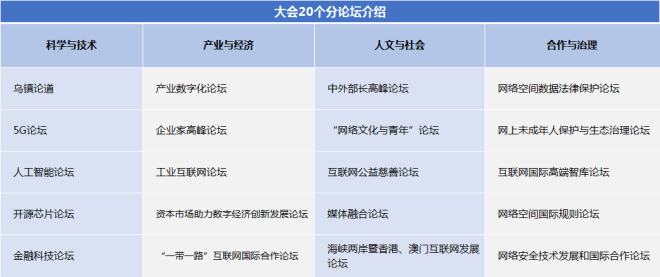 大会20个分论坛介绍
科学与技术 产业与经济 人文与社会 合作与治理
乌镇论道 产业数字化论坛 中外部长高峰论坛 网络空间数据法律保护论坛
5G论坛 企业家高峰论坛 “网络文化与青年”论坛 网上未成年人保护与生态治理论坛
人工智能论坛 工业互联网论坛 互联网公益慈善论坛 互联网国际高端智库论坛
开源芯片论坛 资本市场助力数字经济创新发展论坛 媒体融合论坛 网络空间国际规则论坛
金融科技论坛 “一带一路”互联网国际合作论坛 海峡两岸暨香港、澳门互联网发展
论坛 网络安全技术发展和国际合作论坛